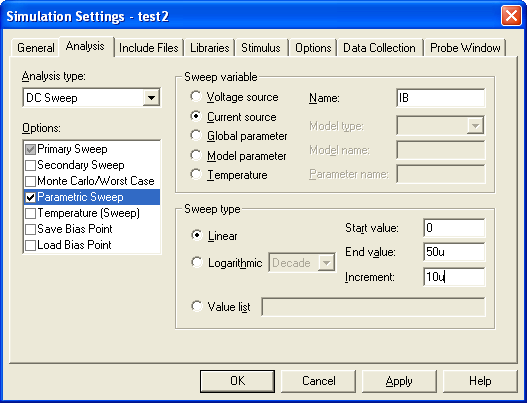 Simulation Settings - test2
General Analysis Include Files Libraries Stimulus Options Data Collection Probe Window
Analysis type:
DC Sweep
Options:
Primary Sweep
Secondary Sweep
Monte Carlo/Worst Case
Parametric Sweep
Temperature (Sweep)
Save Bias Point
Load Bias Point
Sweep variable
Voltage source
Current source
Global parameter
Model parameter
Temperature
Name: IB
Model type:
Model name:
Parameter name:
Sweep type
Linear
Logarithmic Decade
Start value: 0
End value: 50u
Increment: 10u
Value list
OK Cancel Apply Help